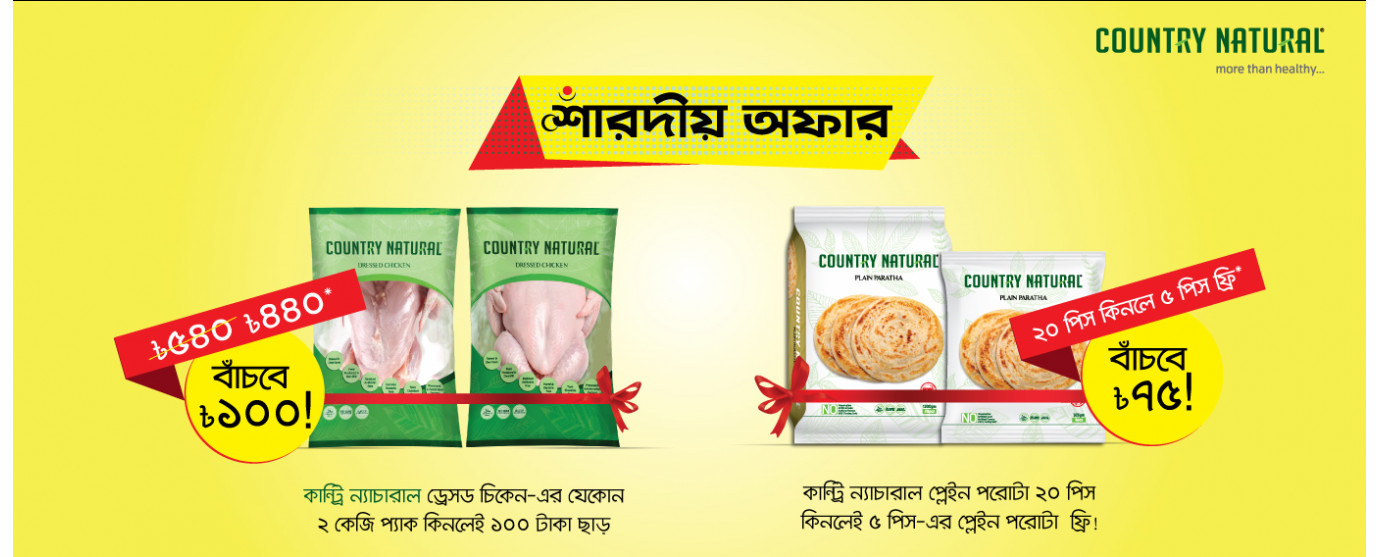 COUNTRY NATURAL
more than healthy...
শারদীয় অফার
COUNTRY NATURAL
DRESSED CHICKEN
COUNTRY NATURAL
DRESSED CHICKEN
৳৫৪০ ৳৪৪০*
বাঁচবে
৳১০০!
COUNTRY NATURAL
PLAIN PARATHA
COUNTRY NATURAL
PLAIN PARATHA
NO
NO
২০ পিস কিনলে ৫ পিস ফ্রি*
বাঁচবে
৳৭৫!
কান্ট্রি ন্যাচারাল ড্রেসড চিকেন-এর যেকোন
২ কেজি প্যাক কিনলেই ১০০ টাকা ছাড়
কান্ট্রি ন্যাচারাল প্লেইন পরোটা ২০ পিস
কিনলেই ৫ পিস-এর প্লেইন পরোটা ফ্রি!